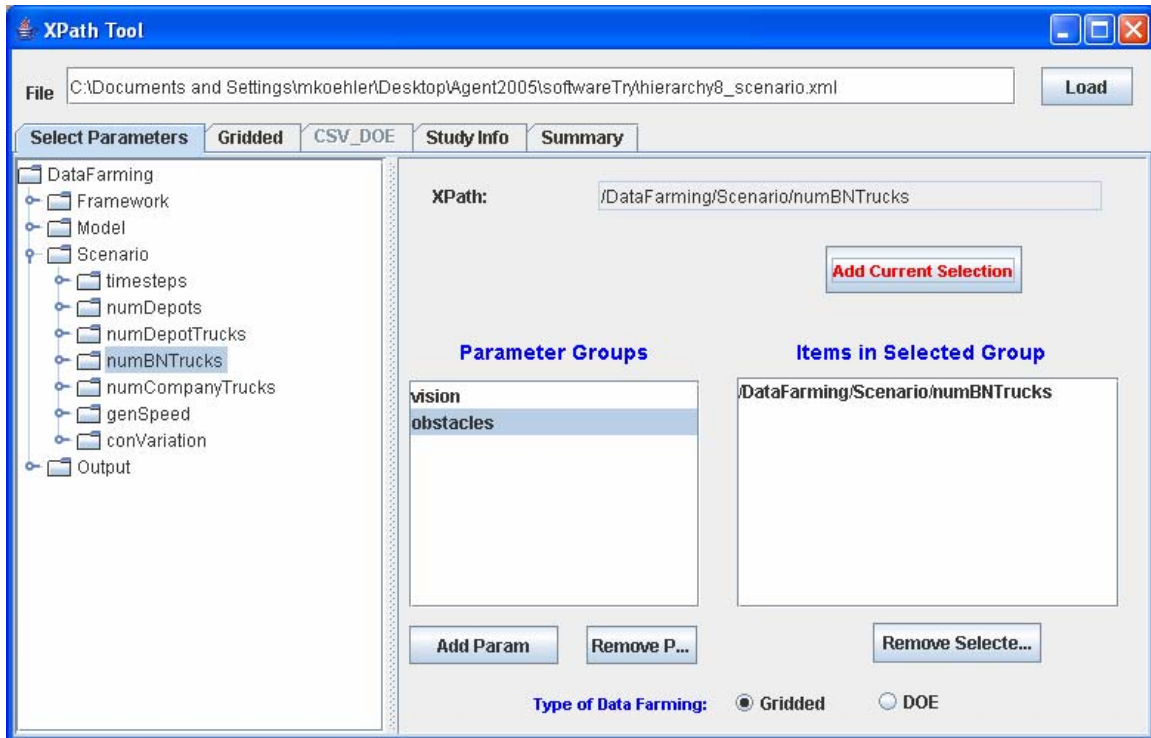 XPath Tool
File C:\Documents and Settings\mkoehler\Desktop\Agent2005\softwareTry\hierarchy8_scenario.xml Load
Select Parameters Gridded CSV_DOE Study Info Summary
DataFarming
Framework
Model
Scenario
timesteps
numDepots
numDepotTrucks
numBNTrucks
numCompanyTrucks
genSpeed
conVariation
Output
XPath: /DataFarming/Scenario/numBNTrucks
Add Current Selection
Parameter Groups
vision
obstacles
Items in Selected Group
/DataFarming/Scenario/numBNTrucks
Add Param Remove P... Remove Selecte...
Type of Data Farming: Gridded DOE